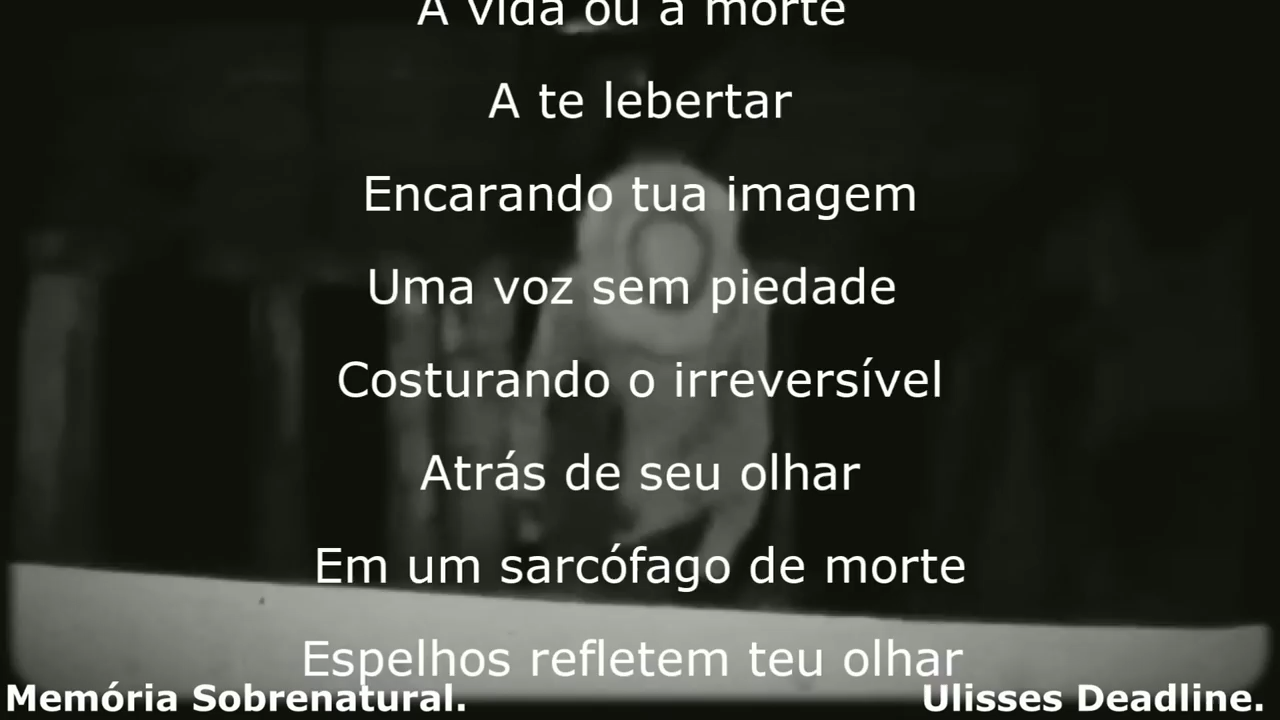 A vida ou a morte
A te lebertar
Encarando tua imagem
Uma voz sem piedade
Costurando o irreversível
Atrás de seu olhar
Em um sarcófago de morte
Espelhos refletem teu olhar
Memória Sobrenatural.
Ulisses Deadline.